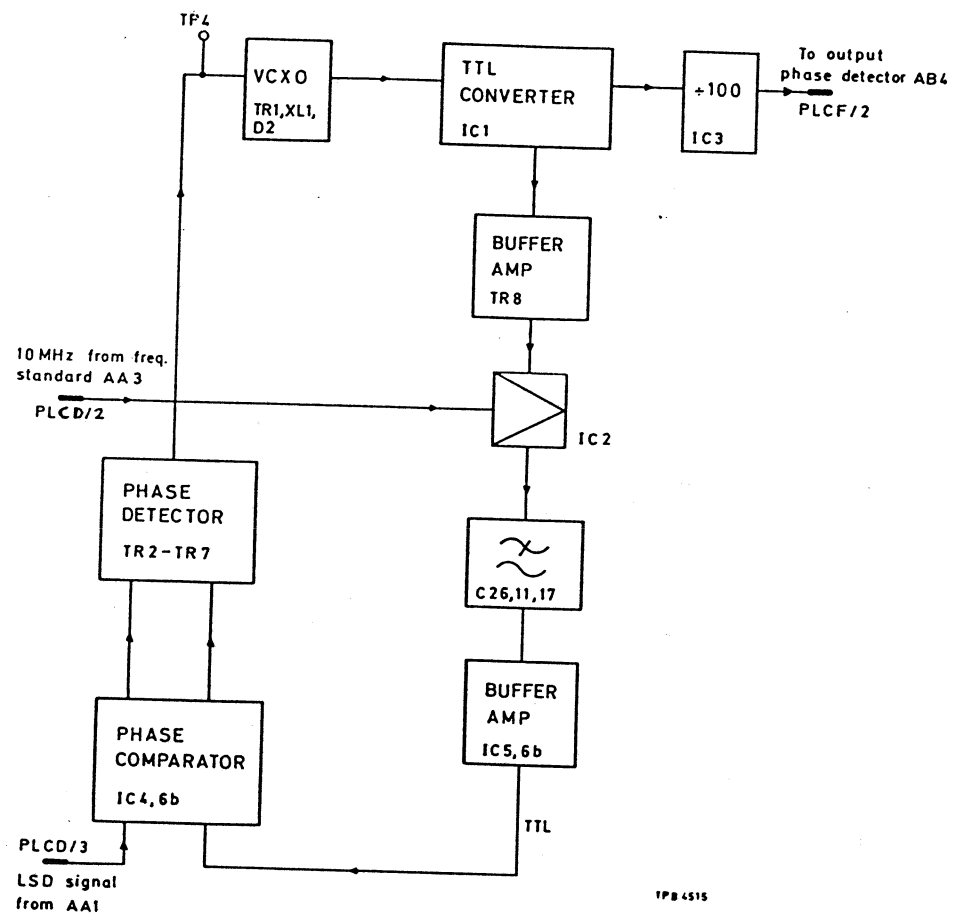 TP4
VCXO
TR1,XL1,
D2
TTL
CONVERTER
IC1
÷100
IC3
To output
phase detector AB4
PLCF/2
BUFFER
AMP
TR8
10MHz from freq.
standard AA3
PLCD/2
IC2
PHASE
DETECTOR
TR2-TR7
C26,11,17
BUFFER
AMP
IC5,6b
PHASE
COMPARATOR
IC4,6b
TTL
PLCD/3
LSD signal
from AA1
TPB4515